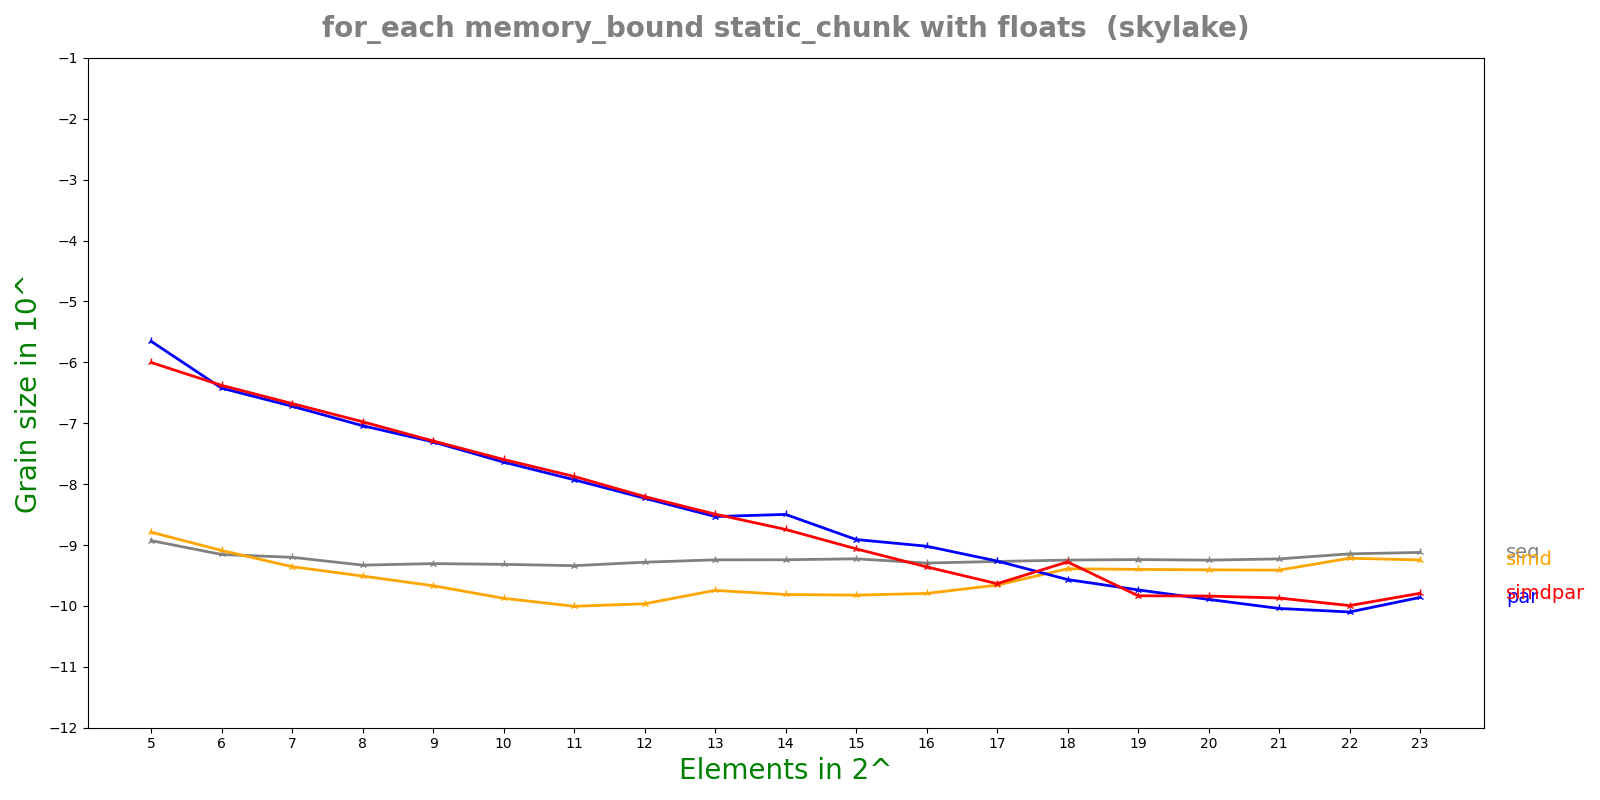 for_each memory_bound static_chunk with floats (skylake)
Grain size in 10^
−1
−2
−3
−4
−5
−6
−7
−8
−9
−10
−11
−12
seq
simd
simdpar
par
5 6 7 8 9 10 11 12 13 14 15 16 17 18 19 20 21 22 23
Elements in 2^